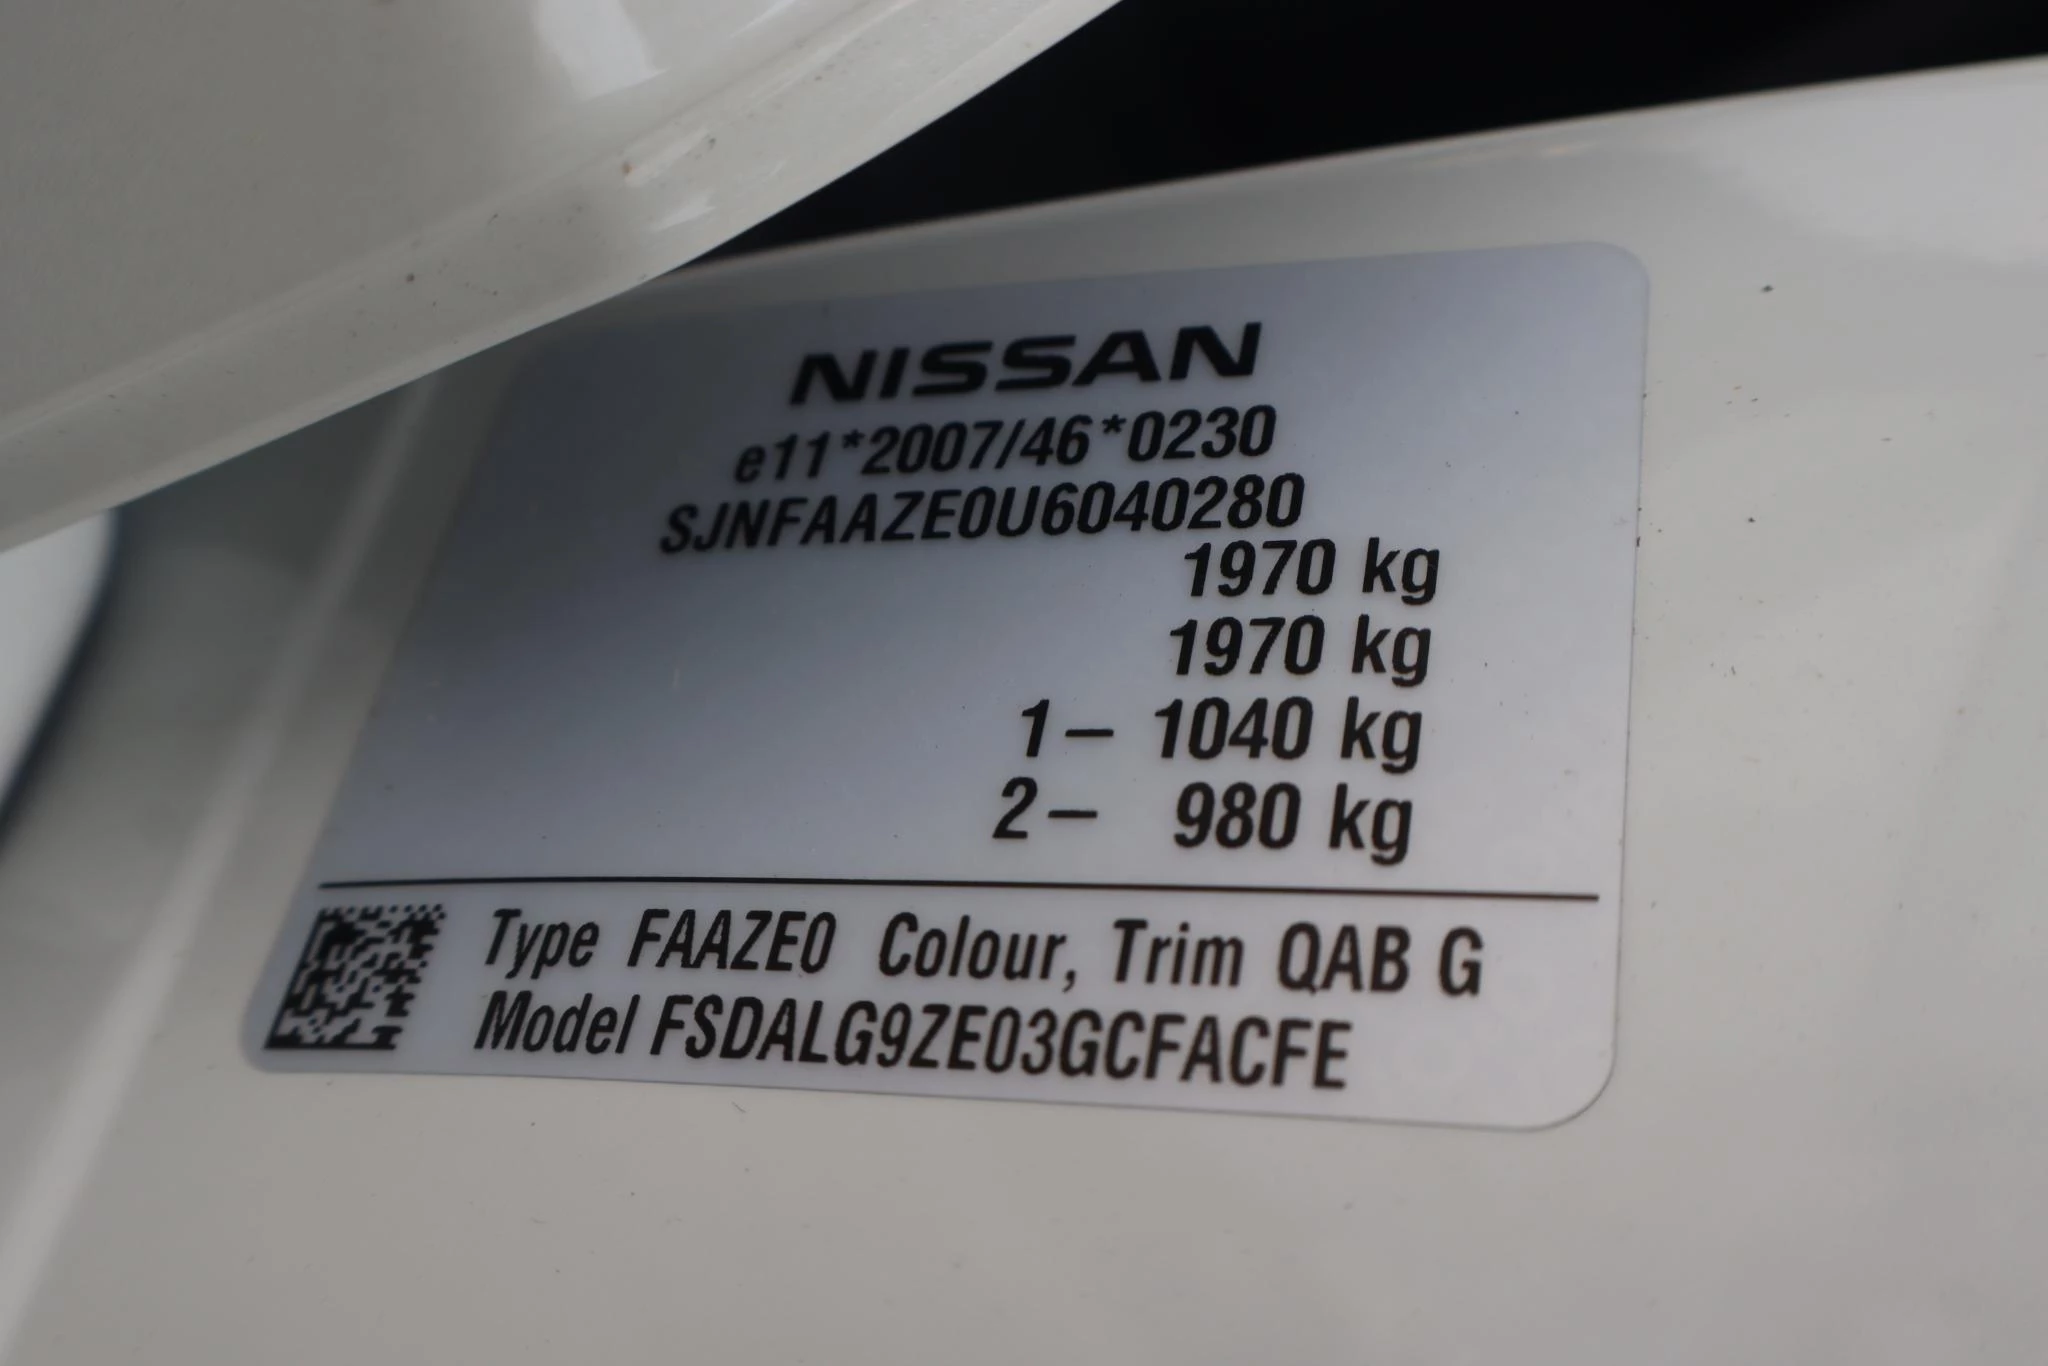 NISSAN
e11*2007/46*0230
SJNFAAZE0U6040280
1970 kg
1970 kg
1– 1040 kg
2– 980 kg
Type FAAZE0 Colour, Trim QAB G
Model FSDALG9ZE03GCFACFE